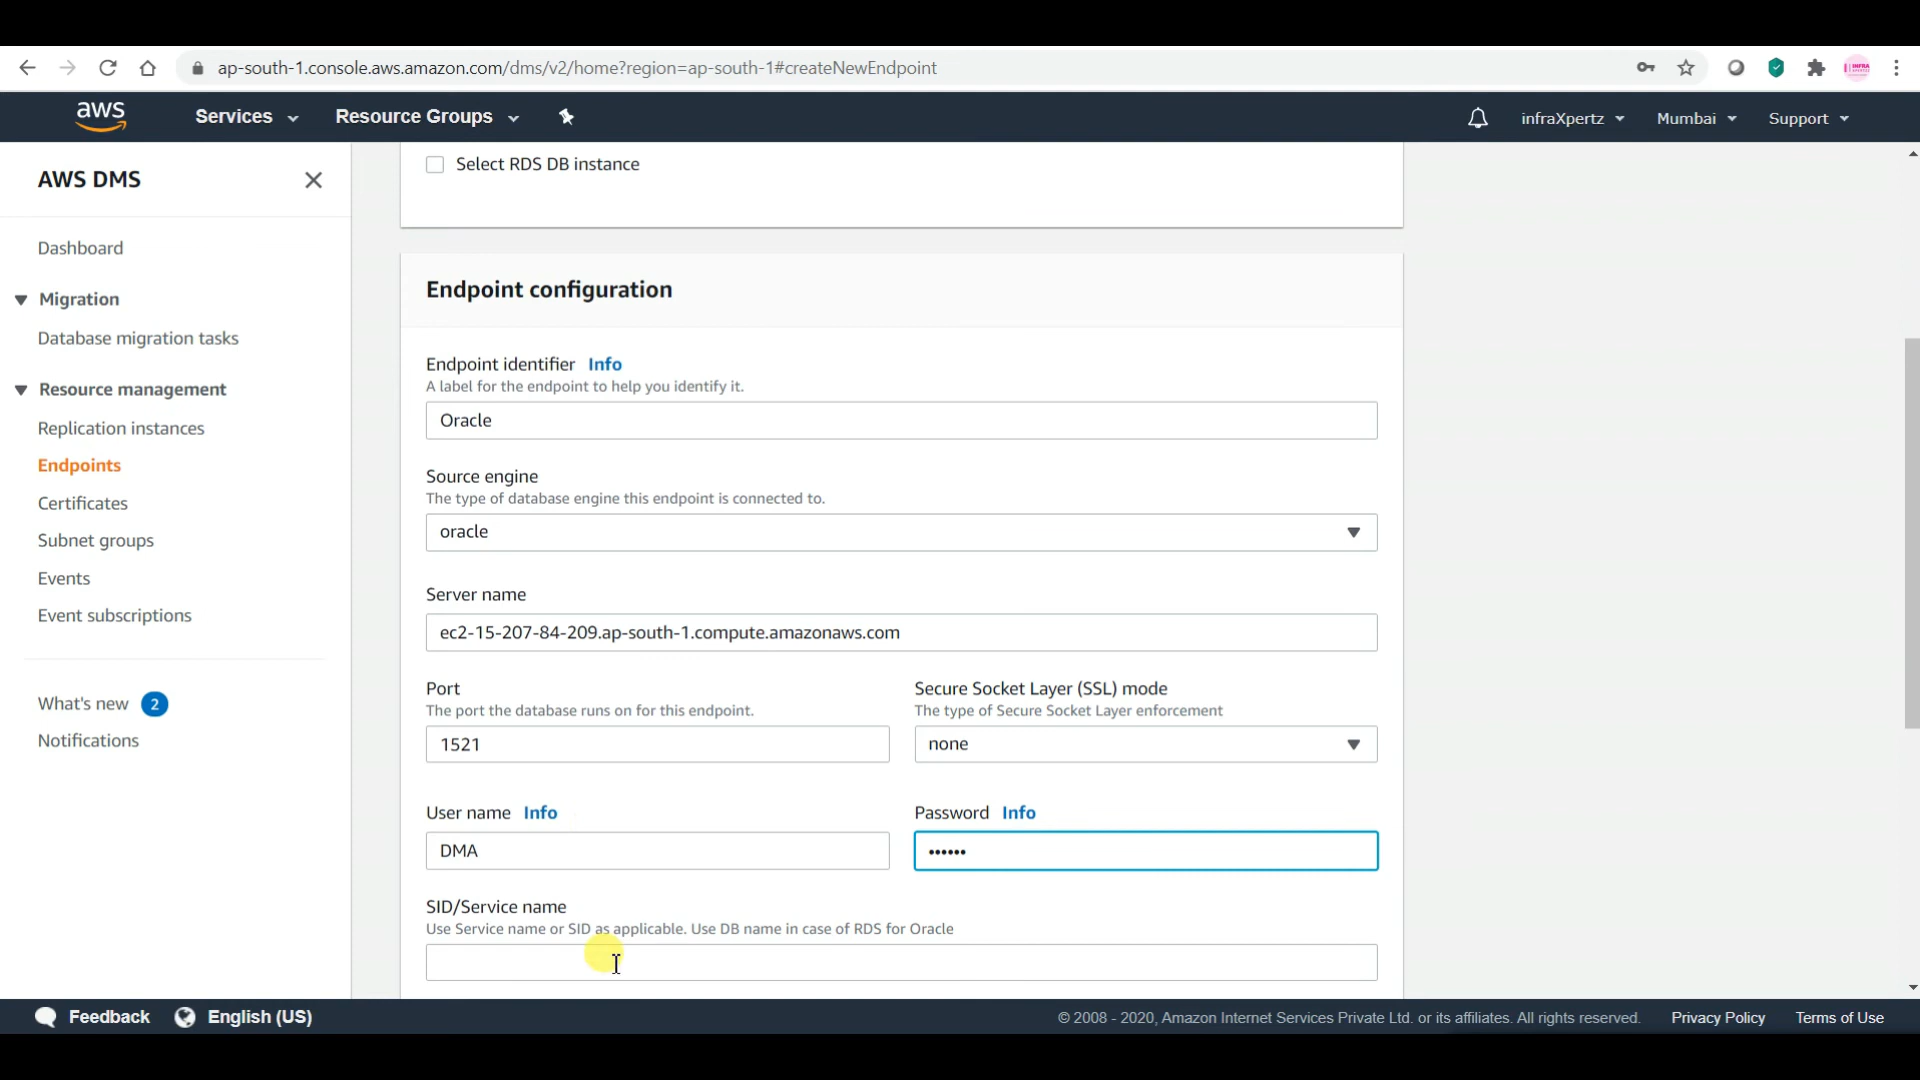 ap-south-1.console.aws.amazon.com/dms/v2/home?region=ap-south-1#createNewEndpoint
aws
Services
Resource Groups
infraXpertz
Mumbai
Support
AWS DMS
Dashboard
Migration
Database migration tasks
Resource management
Replication instances
Endpoints
Certificates
Subnet groups
Events
Event subscriptions
What's new 2
Notifications
Select RDS DB instance
Endpoint configuration
Endpoint identifier Info
A label for the endpoint to help you identify it.
Oracle
Source engine
The type of database engine this endpoint is connected to.
oracle
Server name
ec2-15-207-84-209.ap-south-1.compute.amazonaws.com
Port
The port the database runs on for this endpoint.
1521
Secure Socket Layer (SSL) mode
The type of Secure Socket Layer enforcement
none
User name Info
DMA
Password Info
••••••
SID/Service name
Use Service name or SID as applicable. Use DB name in case of RDS for Oracle
Feedback
English (US)
© 2008 - 2020, Amazon Internet Services Private Ltd. or its affiliates. All rights reserved.
Privacy Policy
Terms of Use